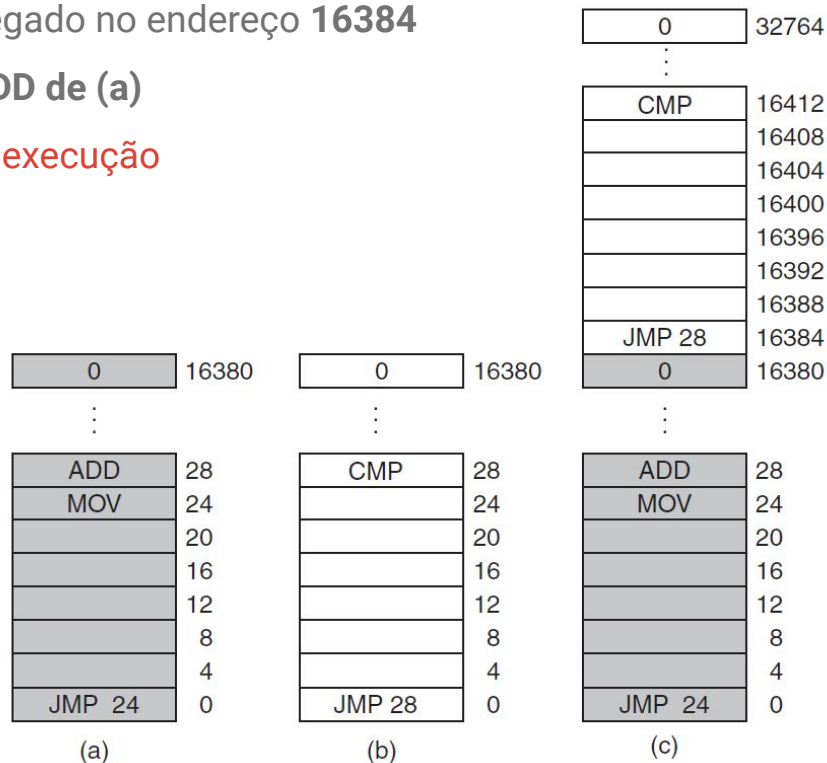 egado no endereço 16384
DD de (a)
execução
0 32764
CMP 16412
16408
16404
16400
16396
16392
16388
JMP 28 16384
0 16380
ADD 28
MOV 24
20
16
12
8
4
JMP 24 0
(c)
0 16380
ADD 28
MOV 24
20
16
12
8
4
JMP 24 0
(a)
0 16380
CMP 28
24
20
16
12
8
4
JMP 28 0
(b)